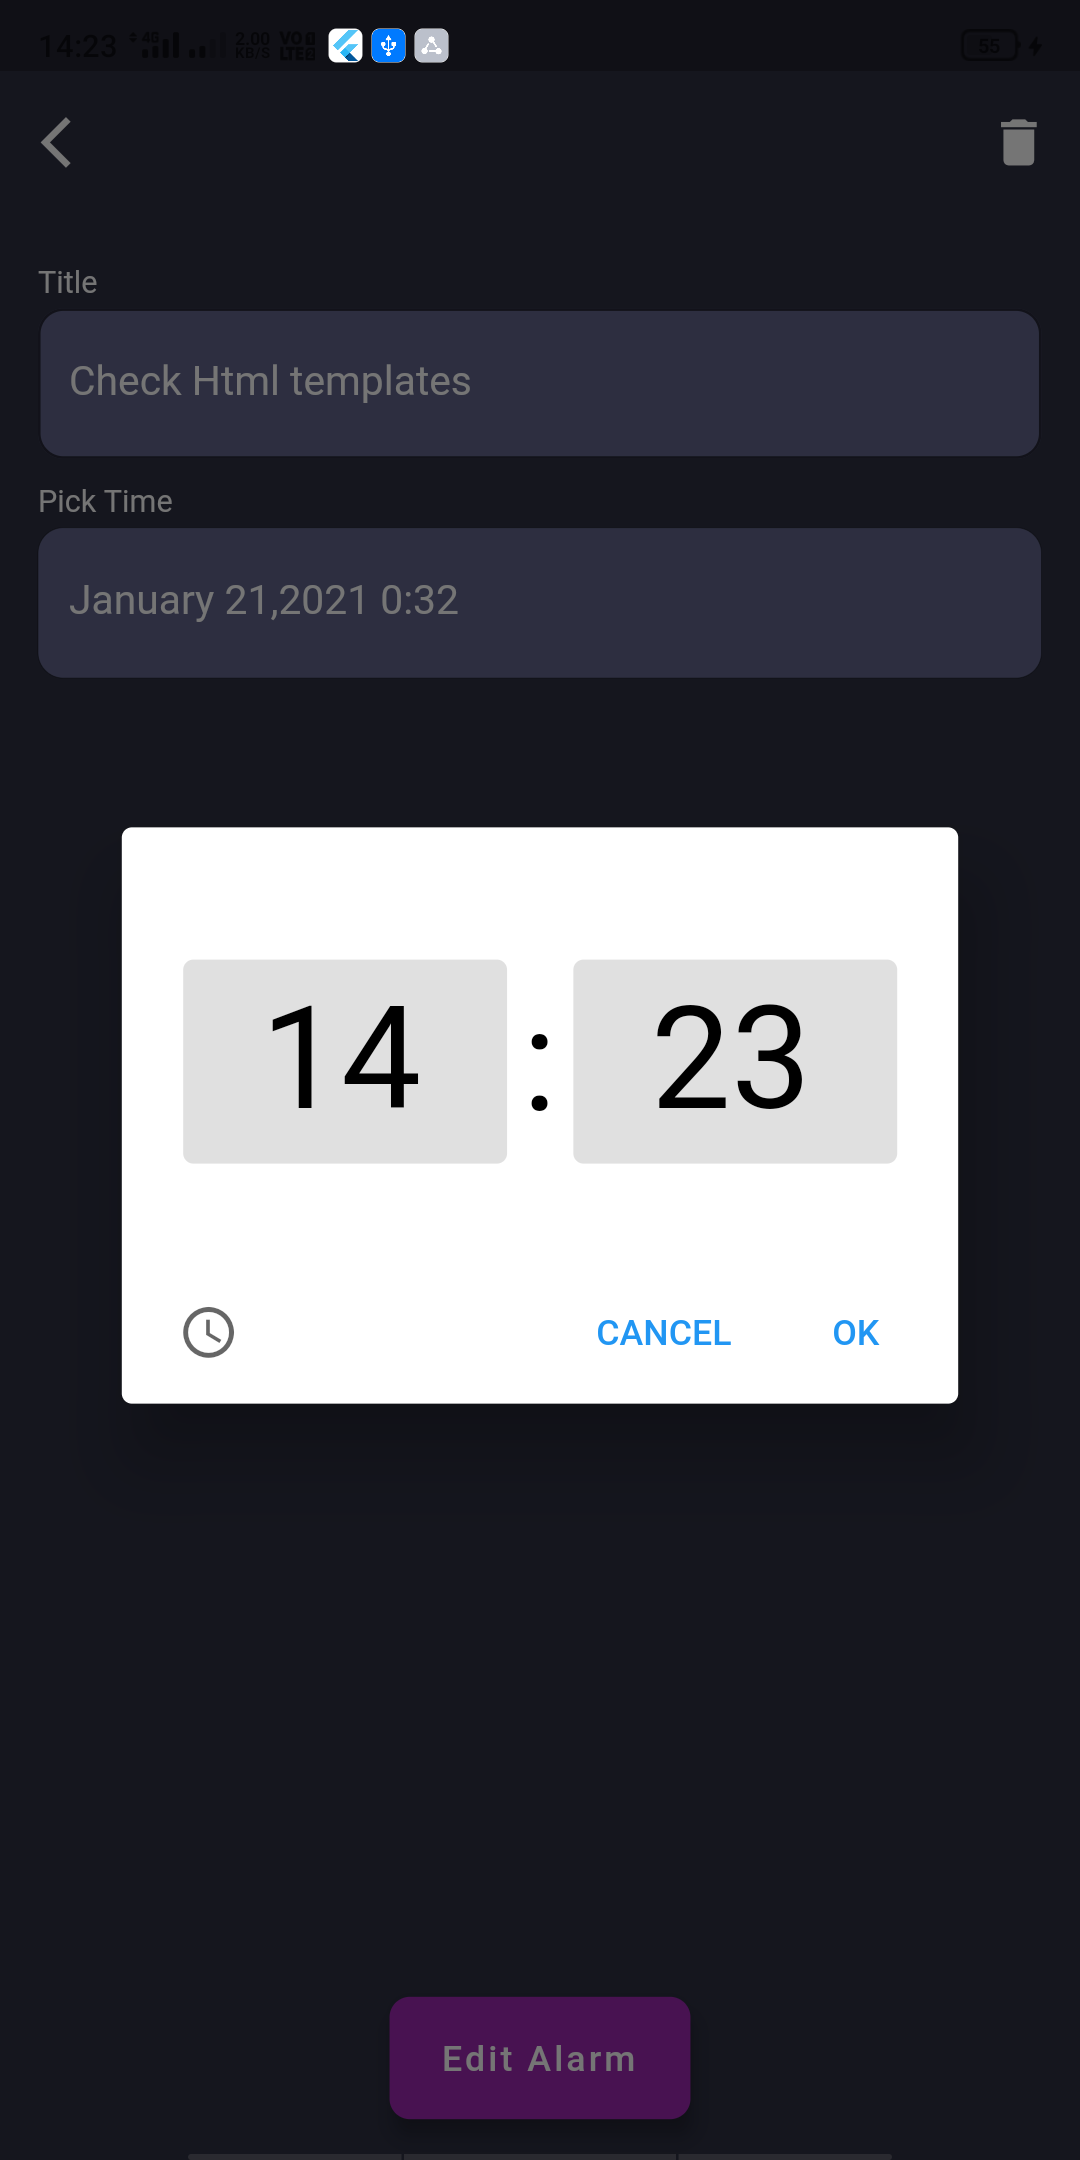 14:23 4G 2.00 KB/S VO LTE 55
Title
Check Html templates
Pick Time
January 21,2021 0:32
14 : 23
CANCEL OK
Edit Alarm